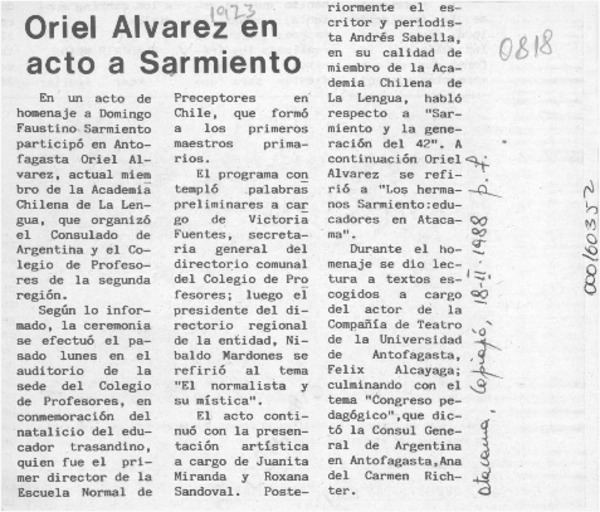 1923
Oriel Alvarez en
acto a Sarmiento
En un acto de
homenaje a Domingo
Faustino Sarmiento
participó en Anto-
fagasta Oriel Al-
varez, actual miem
bro de la Academia
Chilena de La Len-
gua, que organizó
el Consulado de
Argentina y el Co-
legio de Profeso-
res de la segunda
región.
Según lo infor-
mado, la ceremonia
se efectuó el pa-
sado lunes en el
auditorio de la
sede del Colegio
de Profesores, en
conmemoración del
natalicio del edu-
cador trasandino,
quien fue el pri-
mer director de la
Escuela Normal de
Preceptores en
Chile, que formó
a los primeros
maestros prima-
rios.
El programa con
templó palabras
preliminares a car
go de Victoria
Fuentes, secreta-
ria general del
directorio comunal
del Colegio de Pro
fesores; luego el
presidente del di-
rectorio regional
de la entidad, Ni-
baldo Mardones se
refirió al tema
"El normalista y
su mística".
El acto conti-
nuó con la presen-
tación artística
a cargo de Juanita
Miranda y Roxana
Sandoval. Poste-
riormente el es-
critor y periodis-
ta Andrés Sabella,
en su calidad de
miembro de la Aca-
demia Chilena de
La Lengua, habló
respecto a "Sar-
miento y la gene-
ración del 42". A
continuación Oriel
Alvarez se refi-
rió a "Los herma-
nos Sarmiento:edu-
cadores en Ataca-
ma".
Durante el ho-
menaje se dio lec-
tura a textos es-
cogidos a cargo
del actor de la
Compañía de Teatro
de la Universidad
de Antofagasta,
Felix Alcayaga;
culminando con el
tema "Congreso pe-
dagógico",que dic-
tó la Consul Gene-
ral de Argentina
en Antofagasta,Ana
del Carmen Rich-
ter.
0818
Atacama, Copiapó, 18-II-1988 p.7.
000160352